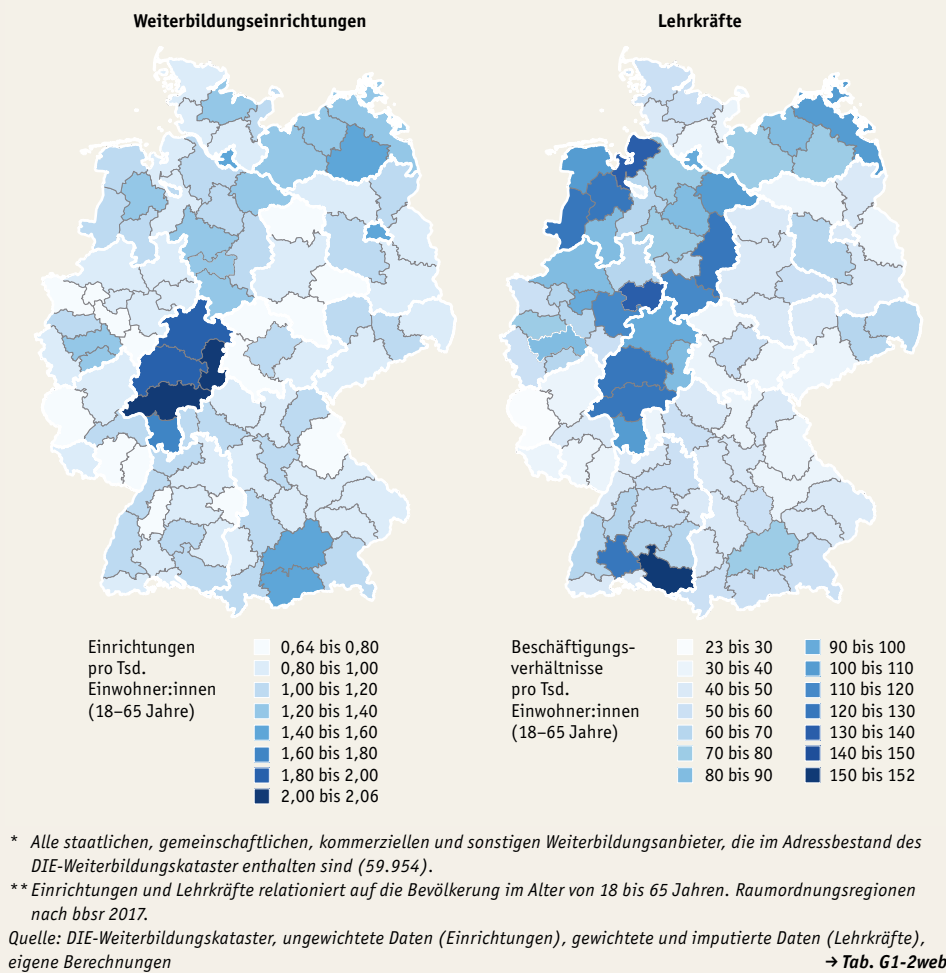 Weiterbildungseinrichtungen
Lehrkräfte
Einrichtungen
pro Tsd.
Einwohner:innen
(18–65 Jahre)
0,64 bis 0,80
0,80 bis 1,00
1,00 bis 1,20
1,20 bis 1,40
1,40 bis 1,60
1,60 bis 1,80
1,80 bis 2,00
2,00 bis 2,06
Beschäftigungs-
verhältnisse
pro Tsd.
Einwohner:innen
(18–65 Jahre)
23 bis 30
30 bis 40
40 bis 50
50 bis 60
60 bis 70
70 bis 80
80 bis 90
90 bis 100
100 bis 110
110 bis 120
120 bis 130
130 bis 140
140 bis 150
150 bis 152
* Alle staatlichen, gemeinschaftlichen, kommerziellen und sonstigen Weiterbildungsanbieter, die im Adressbestand des
DIE-Weiterbildungskataster enthalten sind (59.954).
** Einrichtungen und Lehrkräfte relationiert auf die Bevölkerung im Alter von 18 bis 65 Jahren. Raumordnungsregionen
nach bbsr 2017.
Quelle: DIE-Weiterbildungskataster, ungewichtete Daten (Einrichtungen), gewichtete und imputierte Daten (Lehrkräfte),
eigene Berechnungen → Tab. G1-2web